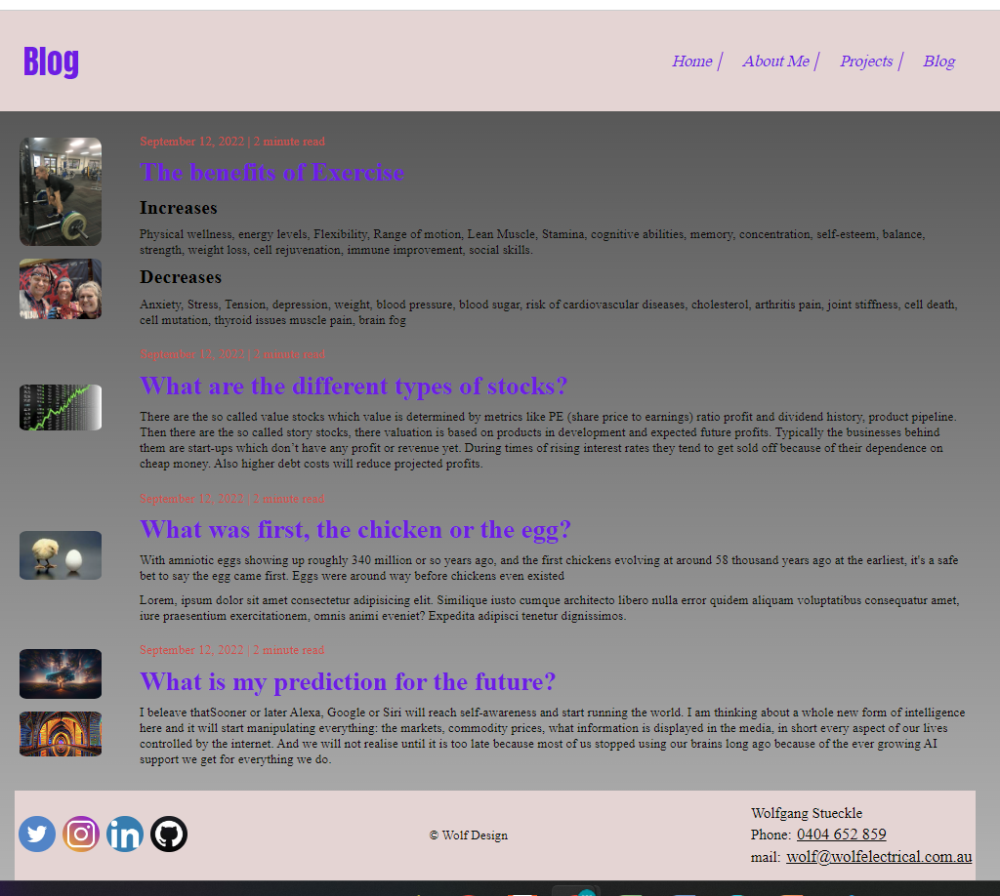 Blog
Home /
About Me /
Projects /
Blog
September 12, 2022 | 2 minute read
The benefits of Exercise
Increases
Physical wellness, energy levels, Flexibility, Range of motion, Lean Muscle, Stamina, cognitive abilities, memory, concentration, self-esteem, balance,
strength, weight loss, cell rejuvenation, immune improvement, social skills.
Decreases
Anxiety, Stress, Tension, depression, weight, blood pressure, blood sugar, risk of cardiovascular diseases, cholesterol, arthritis pain, joint stiffness, cell death,
cell mutation, thyroid issues muscle pain, brain fog
September 12, 2022 | 2 minute read
What are the different types of stocks?
There are the so called value stocks which value is determined by metrics like PE (share price to earnings) ratio profit and dividend history, product pipeline.
Then there are the so called story stocks, there valuation is based on products in development and expected future profits. Typically the businesses behind
them are start-ups which don’t have any profit or revenue yet. During times of rising interest rates they tend to get sold off because of their dependence on
cheap money. Also higher debt costs will reduce projected profits.
September 12, 2022 | 2 minute read
What was first, the chicken or the egg?
With amniotic eggs showing up roughly 340 million or so years ago, and the first chickens evolving at around 58 thousand years ago at the earliest, it's a safe
bet to say the egg came first. Eggs were around way before chickens even existed
Lorem, ipsum dolor sit amet consectetur adipisicing elit. Similique iusto cumque architecto libero nulla error quidem aliquam voluptatibus consequatur amet,
iure praesentium exercitationem, omnis animi eveniet? Expedita adipisci tenetur dignissimos.
September 12, 2022 | 2 minute read
What is my prediction for the future?
I beleave thatSooner or later Alexa, Google or Siri will reach self-awareness and start running the world. I am thinking about a whole new form of intelligence
here and it will start manipulating everything: the markets, commodity prices, what information is displayed in the media, in short every aspect of our lives
controlled by the internet. And we will not realise until it is too late because most of us stopped using our brains long ago because of the ever growing AI
support we get for everything we do.
in
© Wolf Design
Wolfgang Stueckle
Phone: 0404 652 859
mail: wolf@wolfelectrical.com.au